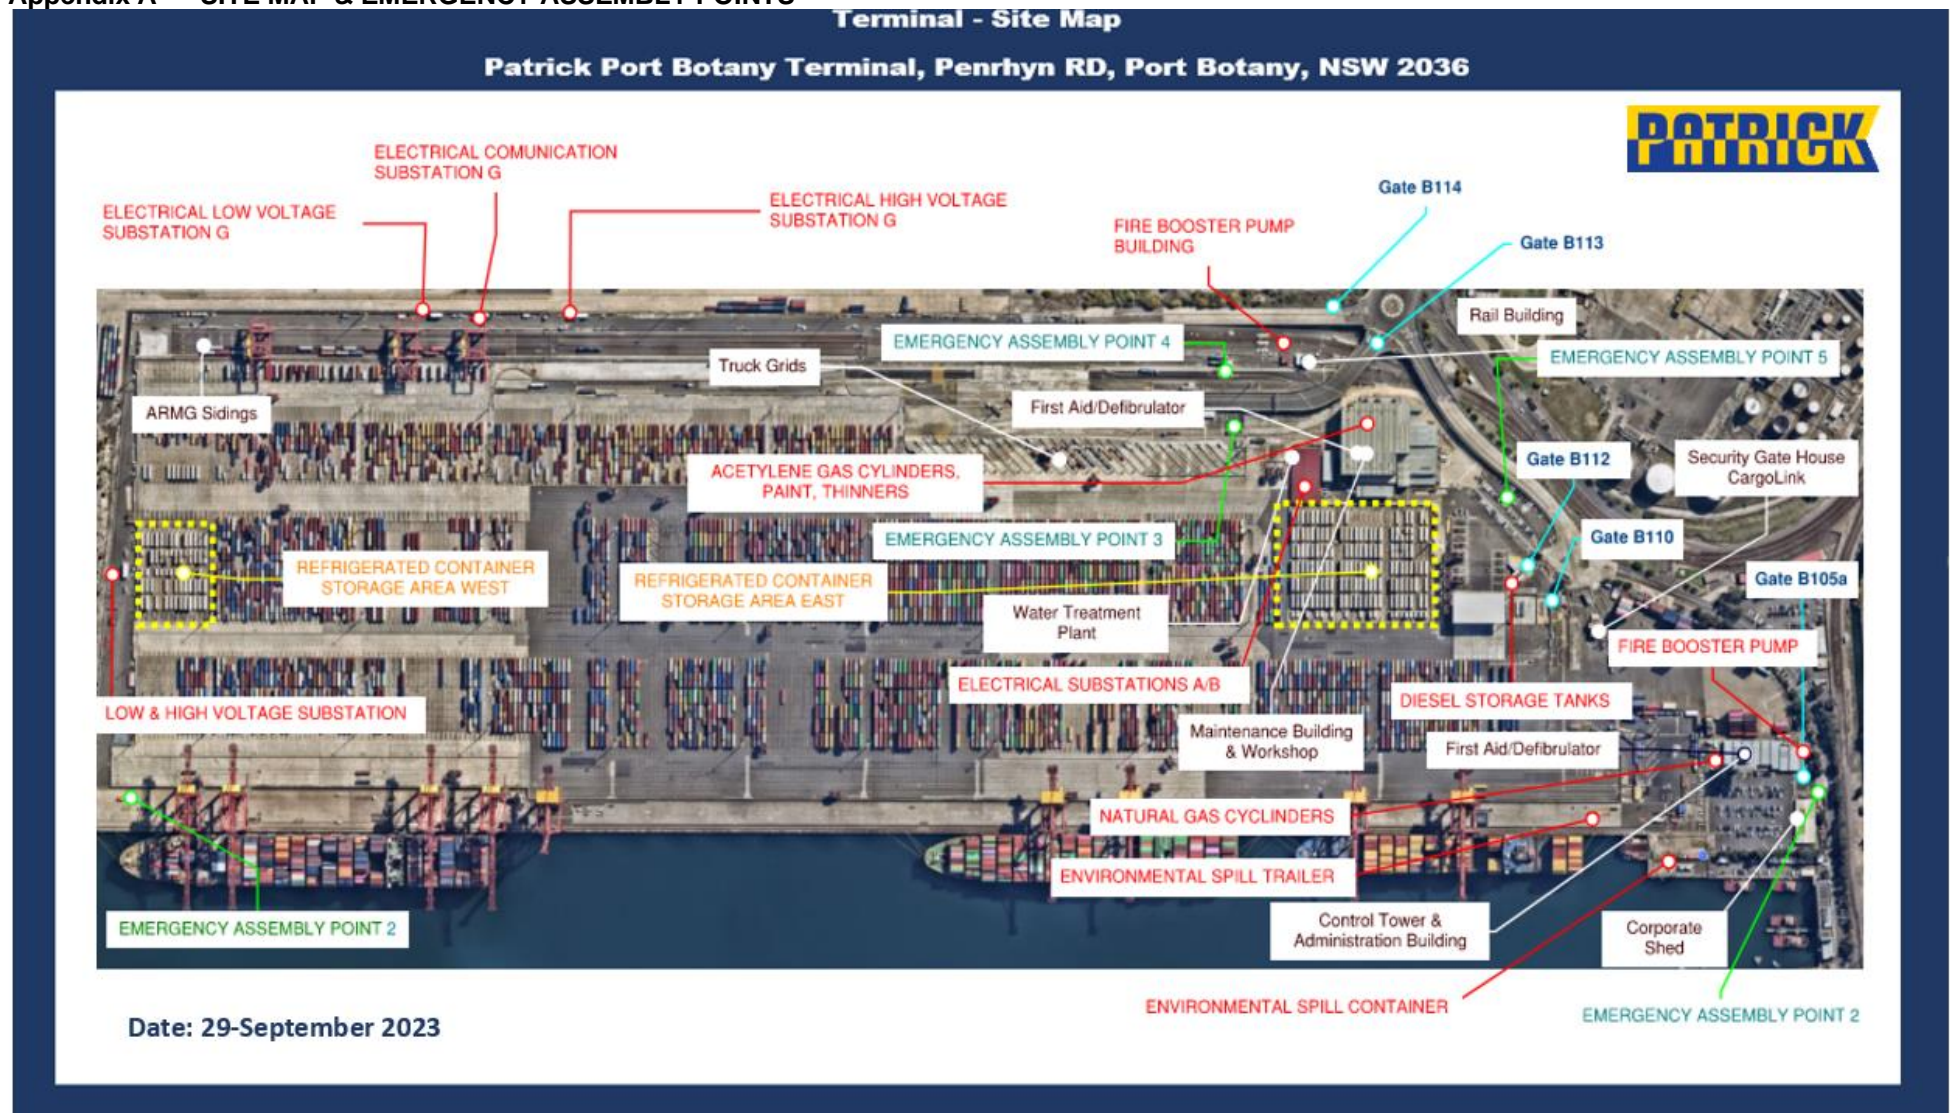 Appendix A - SITE MAP & EMERGENCY ASSEMBLY POINTS
Terminal - Site Map
Patrick Port Botany Terminal, Penrhyn RD, Port Botany, NSW 2036
PATRICK
ELECTRICAL COMUNICATION
SUBSTATION G
ELECTRICAL LOW VOLTAGE
SUBSTATION G
ELECTRICAL HIGH VOLTAGE
SUBSTATION G
FIRE BOOSTER PUMP
BUILDING
Gate B114
Gate B113
Rail Building
EMERGENCY ASSEMBLY POINT 4
EMERGENCY ASSEMBLY POINT 5
Truck Grids
ARMG Sidings
First Aid/Defibrulator
ACETYLENE GAS CYLINDERS,
PAINT, THINNERS
Gate B112
Security Gate House
CargoLink
EMERGENCY ASSEMBLY POINT 3
Gate B110
REFRIGERATED CONTAINER
STORAGE AREA WEST
REFRIGERATED CONTAINER
STORAGE AREA EAST
Gate B105a
Water Treatment
Plant
FIRE BOOSTER PUMP
ELECTRICAL SUBSTATIONS A/B
DIESEL STORAGE TANKS
LOW & HIGH VOLTAGE SUBSTATION
Maintenance Building
& Workshop
First Aid/Defibrulator
NATURAL GAS CYCLINDERS
ENVIRONMENTAL SPILL TRAILER
EMERGENCY ASSEMBLY POINT 2
Control Tower &
Administration Building
Corporate
Shed
ENVIRONMENTAL SPILL CONTAINER
EMERGENCY ASSEMBLY POINT 2
Date: 29-September 2023